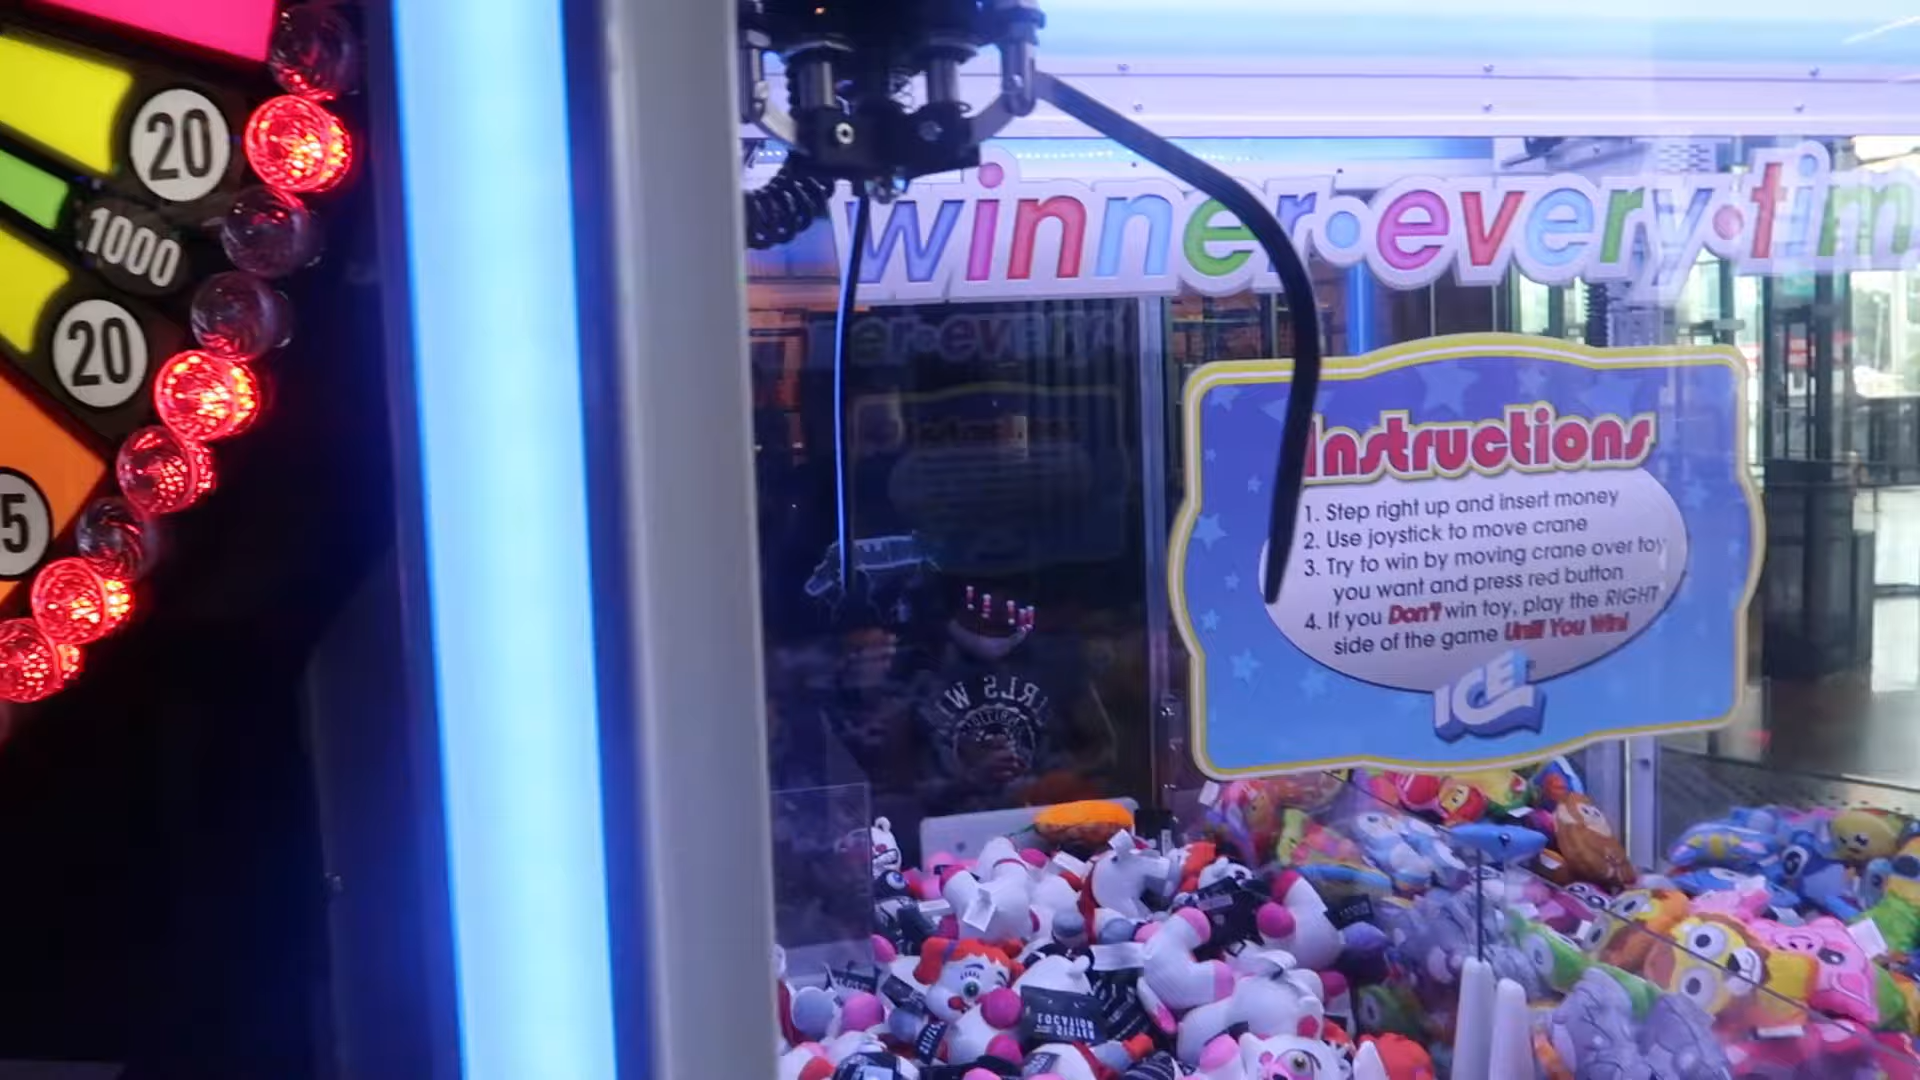 20
1000
20
5
winner•every•tim
Instructions
1. Step right up and insert money
2. Use joystick to move crane
3. Try to win by moving crane over toy
you want and press red button
4. If you Don't win toy, play the RIGHT
side of the game Until You Win!
ICE
SISTER
LOCATION